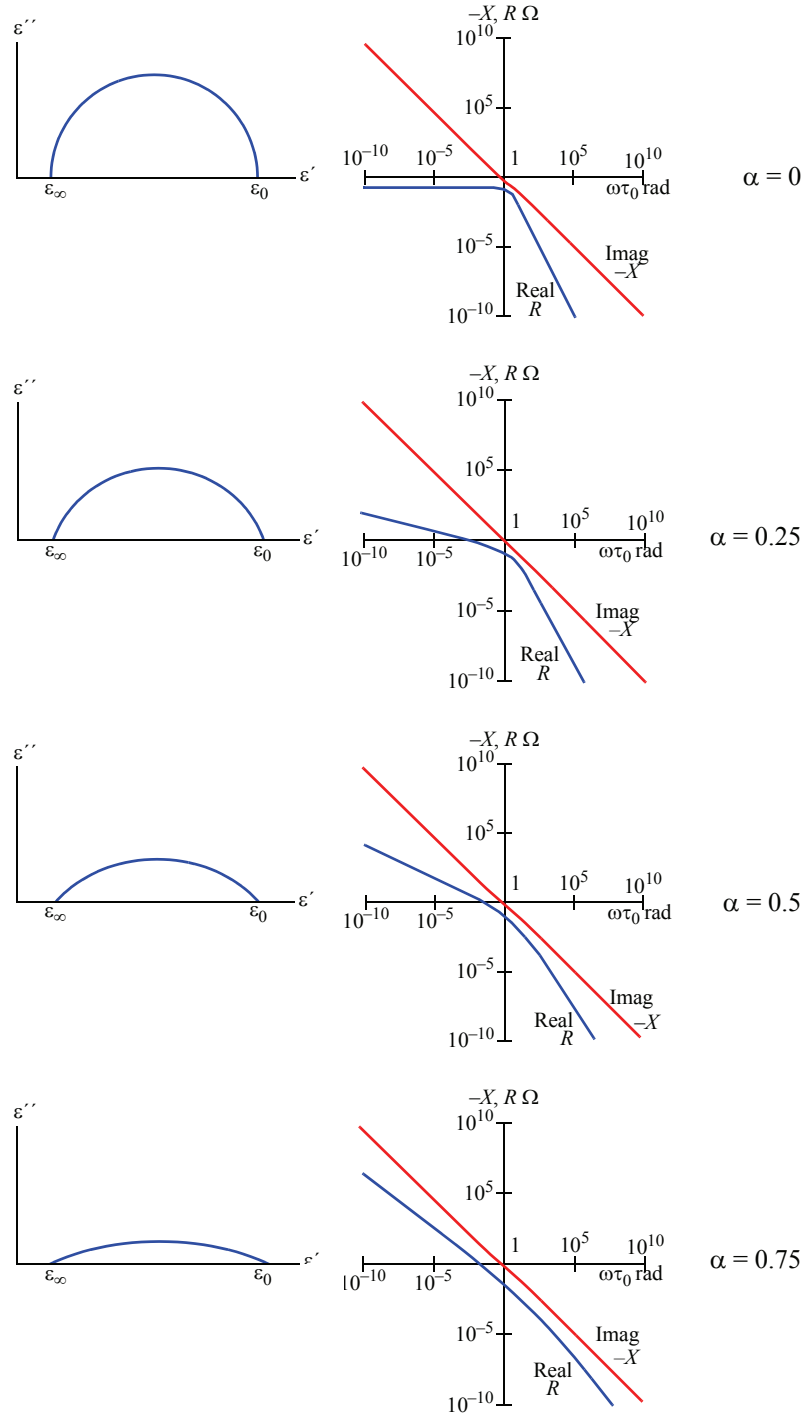 –X, R Ω
ε´´
10^10
10^5
10^–10
10^–5
1
10^5
10^10
ε∞
ε0
ε´
ωτ0 rad
α = 0
10^–5
Imag
–X
Real
R
10^–10
–X, R Ω
ε´´
10^10
10^5
1
10^5
10^10
ε∞
ε0
ε´
10^–10
10^–5
ωτ0 rad
α = 0.25
10^–5
Imag
–X
Real
R
10^–10
–X, R Ω
ε´´
10^10
10^5
1
10^5
10^10
ε∞
ε0
ε´
10^–10
10^–5
ωτ0 rad
α = 0.5
10^–5
Imag
–X
Real
R
10^–10
–X, R Ω
ε´´
10^10
10^5
1
10^5
10^10
ε∞
ε0
ε´
10^–10
10^–5
ωτ0 rad
α = 0.75
10^–5
Imag
–X
Real
R
10^–10